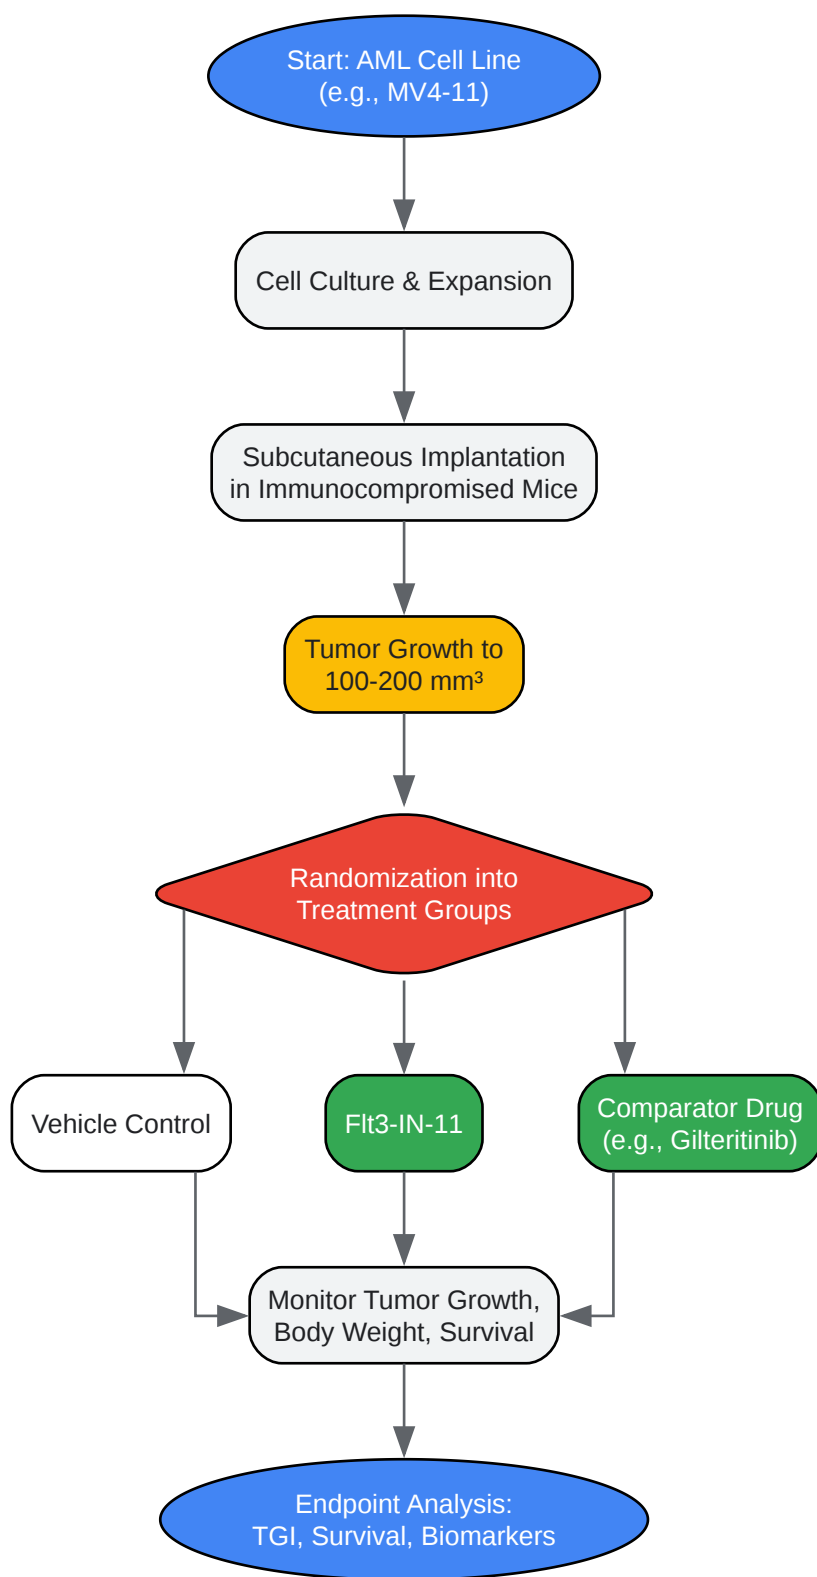 Start: AML Cell Line
(e.g., MV4-11)
Cell Culture & Expansion
Subcutaneous Implantation
in Immunocompromised Mice
Tumor Growth to
100-200 mm³
Randomization into
Treatment Groups
Vehicle Control
Flt3-IN-11
Comparator Drug
(e.g., Gilteritinib)
Monitor Tumor Growth,
Body Weight, Survival
Endpoint Analysis:
TGI, Survival, Biomarkers